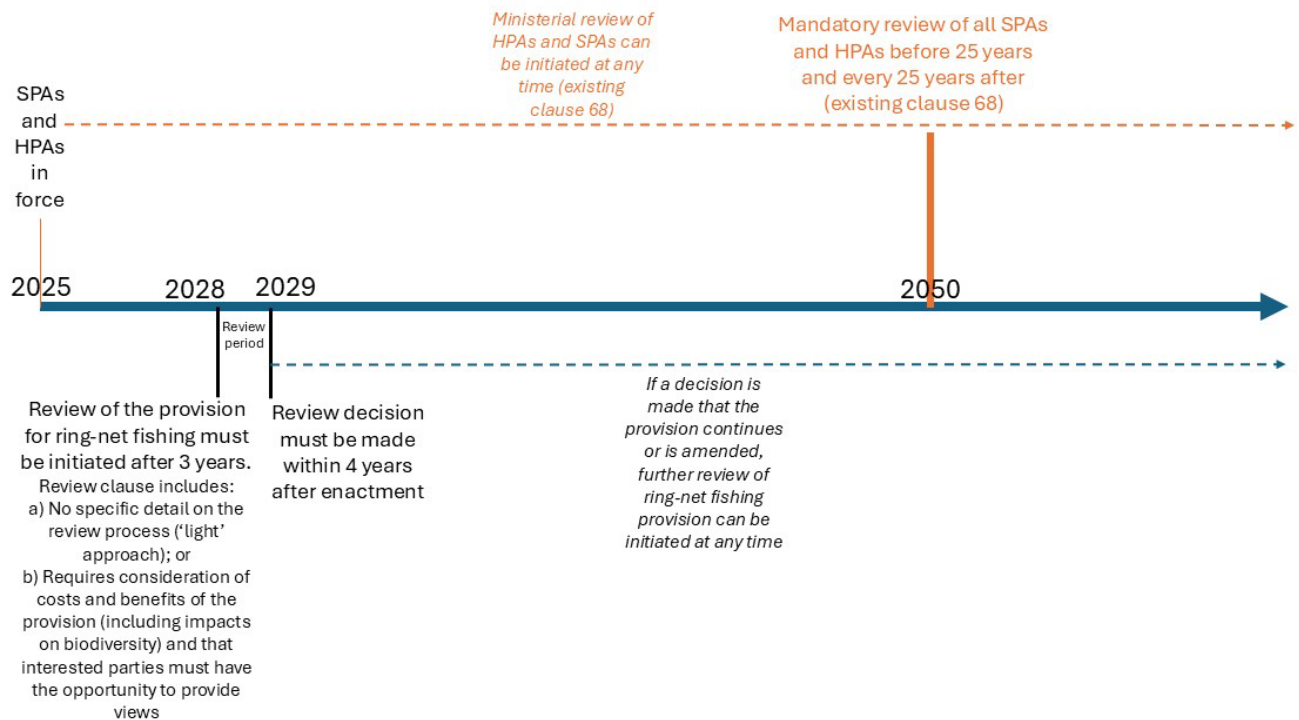 Ministerial review of
HPAs and SPAs can
be initiated at any
time (existing
clause 68)
Mandatory review of all SPAs
and HPAs before 25 years
and every 25 years after
(existing clause 68)
SPAs
and
HPAs
in
force
2025
2028
2029
2050
Review
period
Review of the provision
for ring-net fishing must
be initiated after 3 years.
Review clause includes:
a) No specific detail on the
review process (‘light’
approach); or
b) Requires consideration of
costs and benefits of the
provision (including impacts
on biodiversity) and that
interested parties must have
the opportunity to provide
views
Review decision
must be made
within 4 years
after enactment
If a decision is
made that the
provision continues
or is amended,
further review of
ring-net fishing
provision can be
initiated at any time